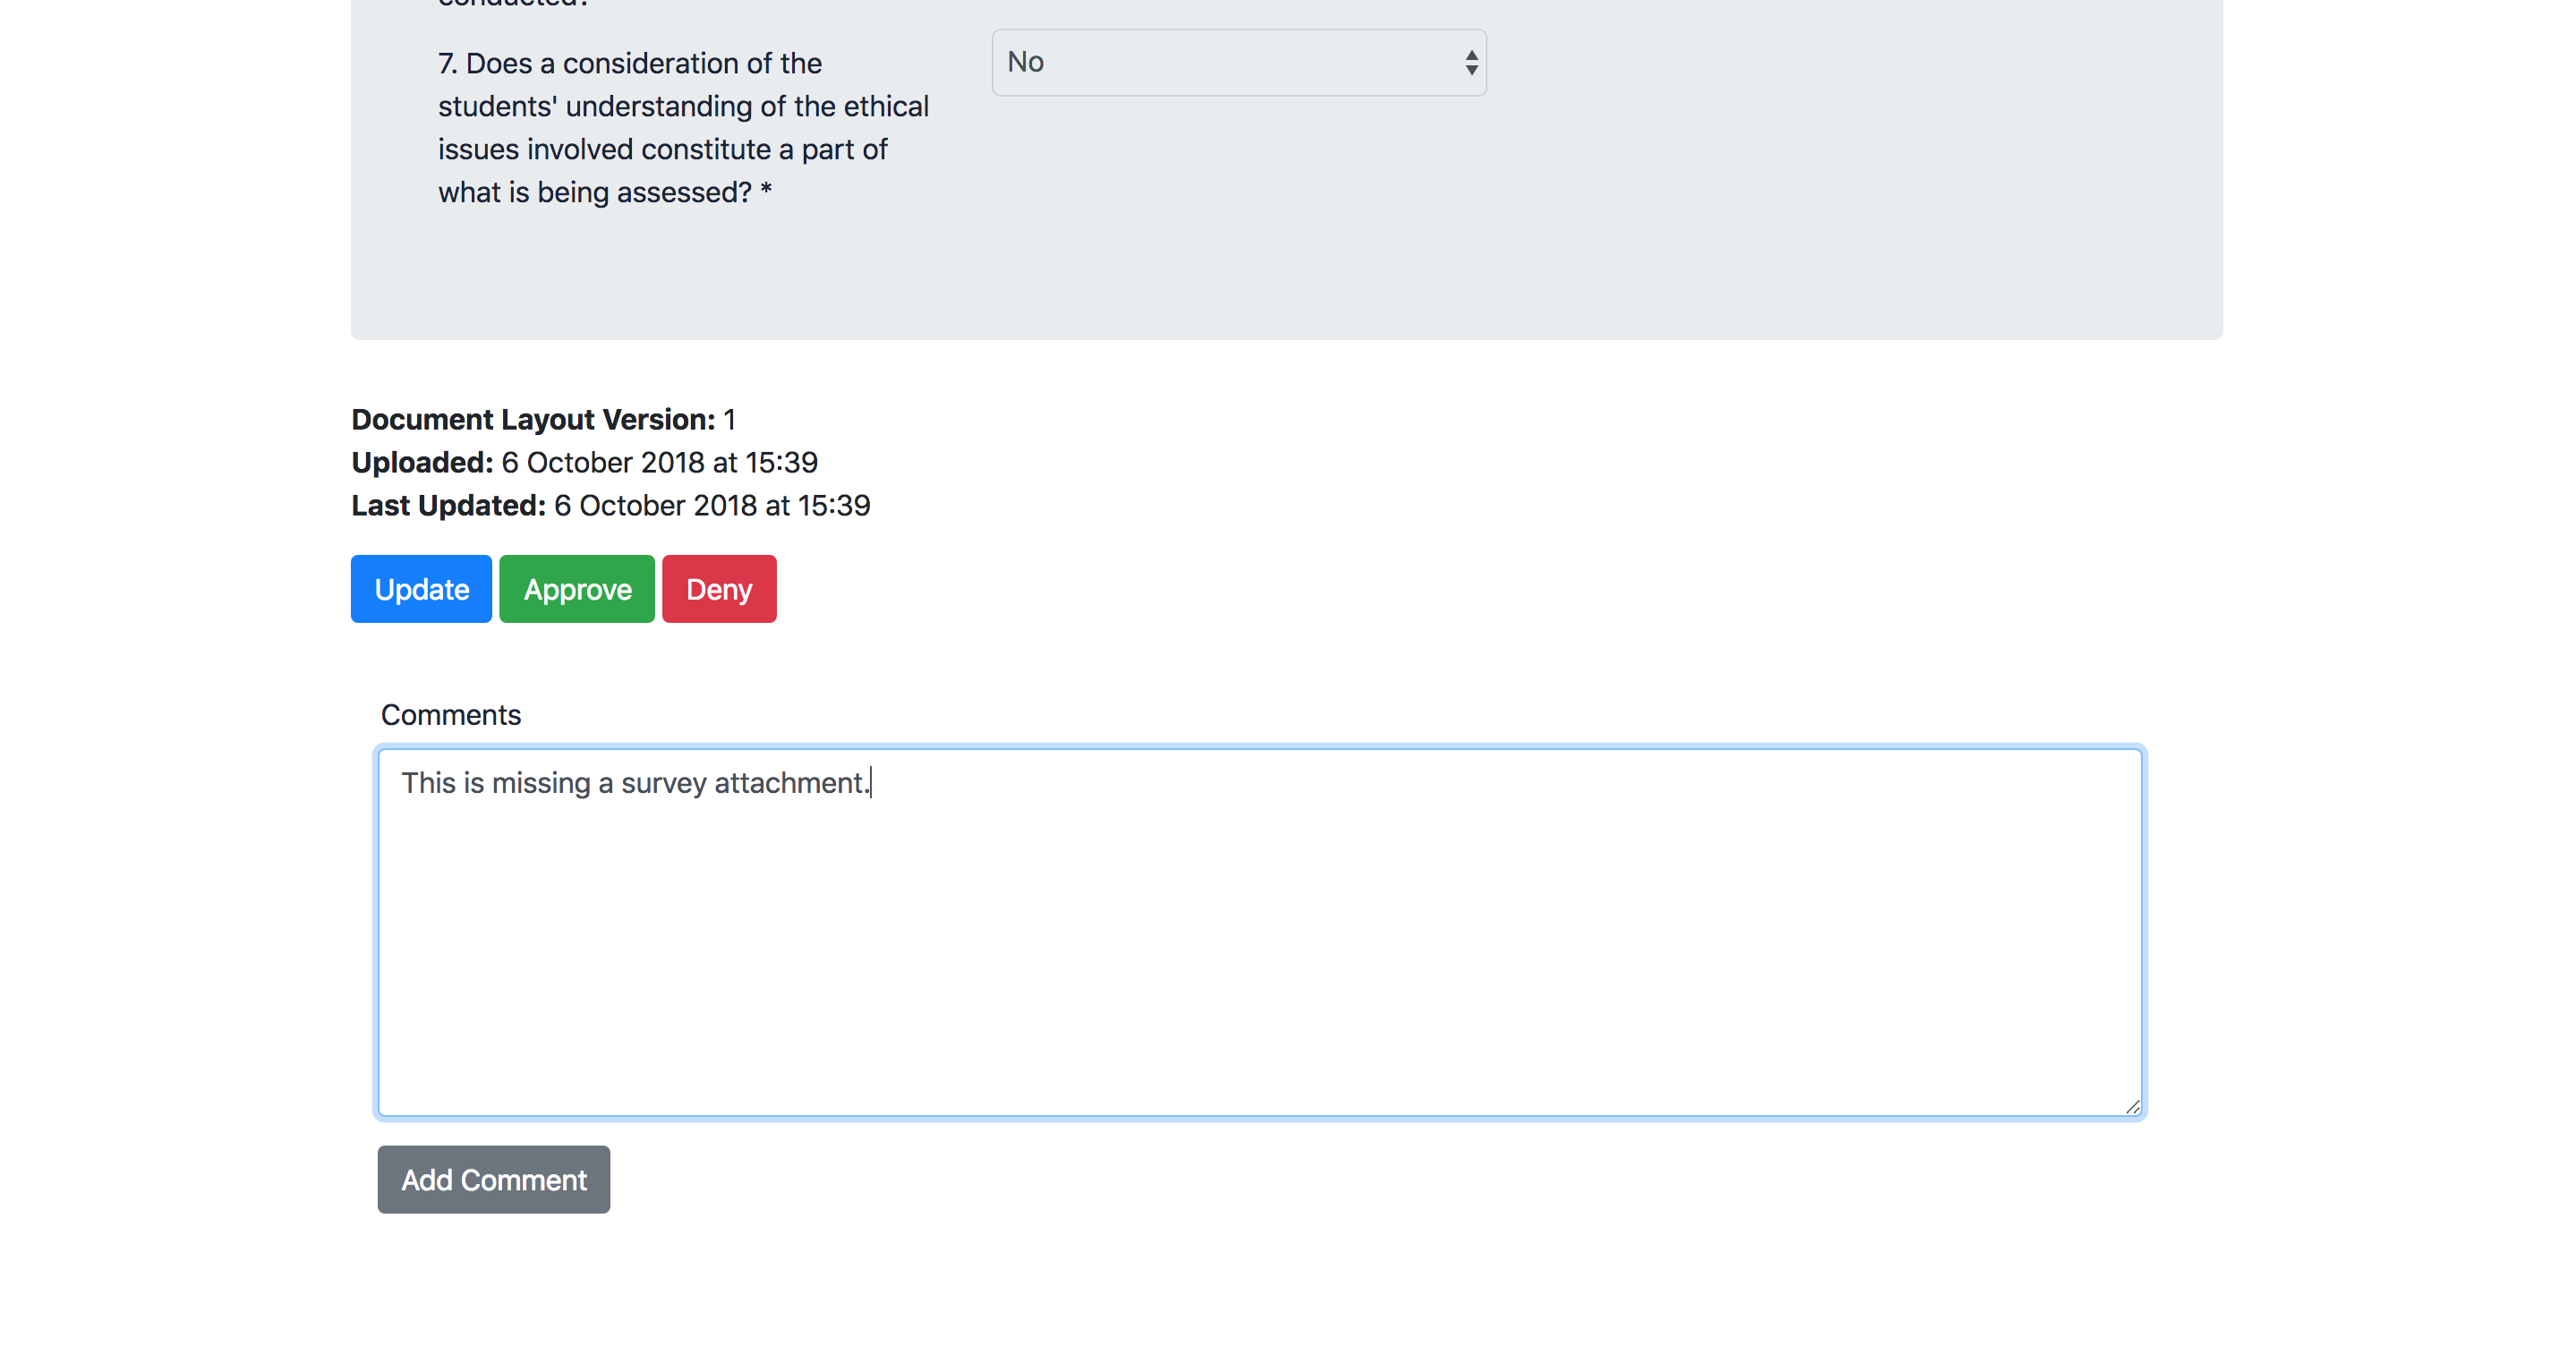 conducted?
7. Does a consideration of the
students' understanding of the ethical
issues involved constitute a part of
what is being assessed? *
No
Document Layout Version: 1
Uploaded: 6 October 2018 at 15:39
Last Updated: 6 October 2018 at 15:39
Update Approve Deny
Comments
This is missing a survey attachment.
Add Comment